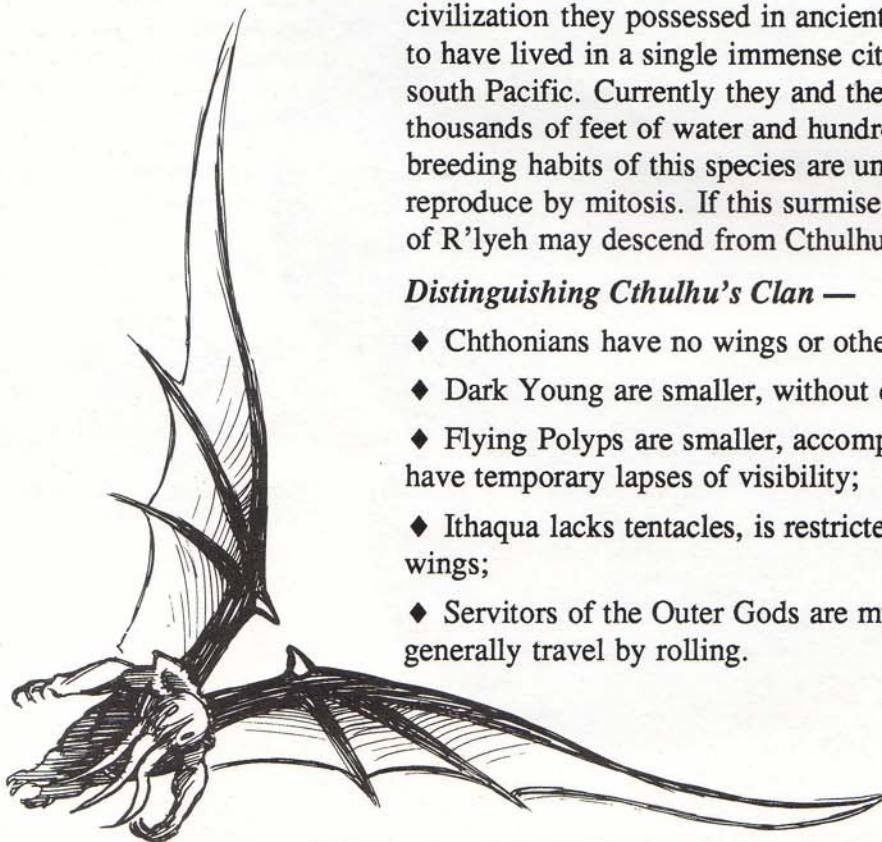 civilization they possessed in ancient
to have lived in a single immense cit
south Pacific. Currently they and the
thousands of feet of water and hundr
breeding habits of this species are un
reproduce by mitosis. If this surmise
of R'lyeh may descend from Cthulhu
Distinguishing Cthulhu's Clan —
♦ Chthonians have no wings or othe
♦ Dark Young are smaller, without
♦ Flying Polyps are smaller, accomp
have temporary lapses of visibility;
♦ Ithaqua lacks tentacles, is restricte
wings;
♦ Servitors of the Outer Gods are m
generally travel by rolling.